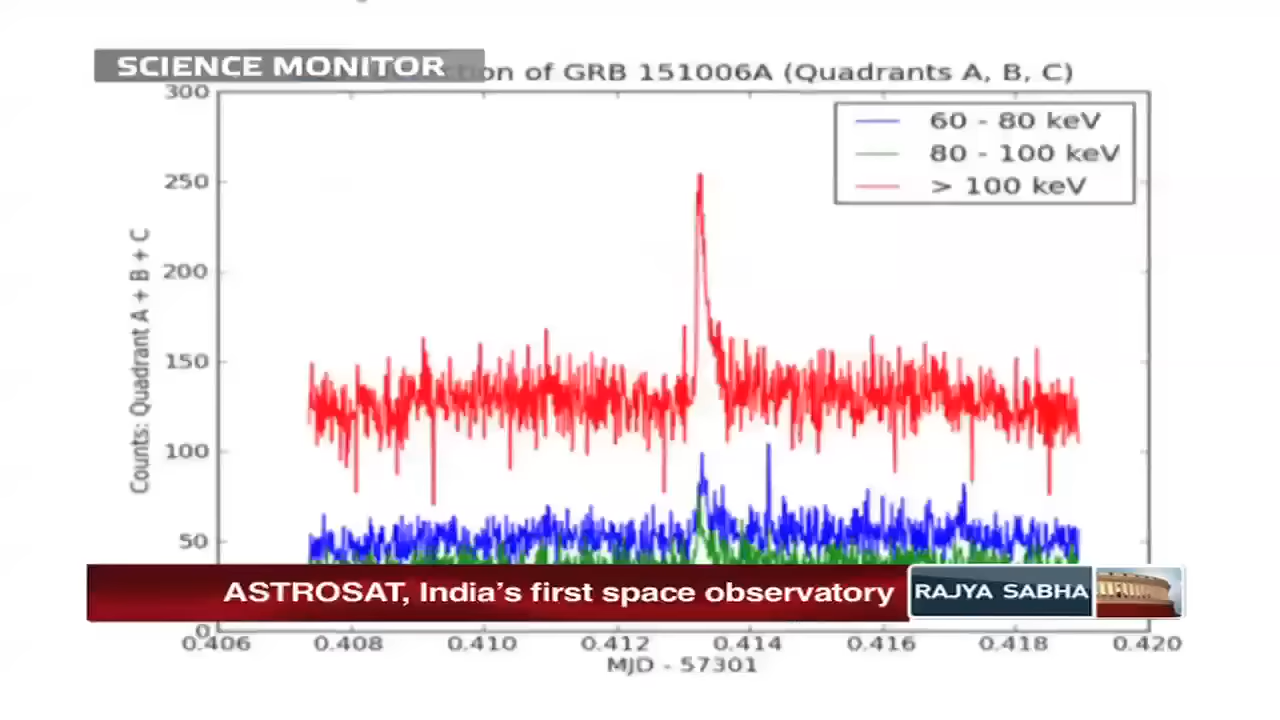 SCIENCE MONITOR
on of GRB 151006A (Quadrants A, B, C)
300
250
200
150
100
50
0
Counts: Quadrant A + B + C
60 - 80 keV
80 - 100 keV
> 100 keV
ASTROSAT, India's first space observatory
RAJYA SABHA
0.406 0.408 0.410 0.412 0.414 0.416 0.418 0.420
MJD - 57301